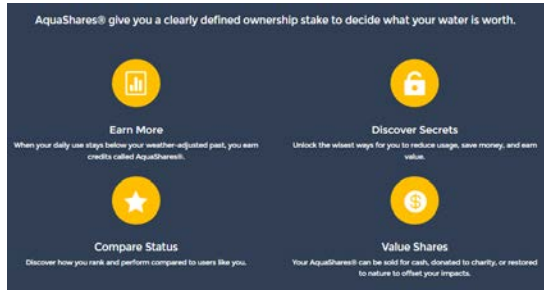 AquaShares® give you a clearly defined ownership stake to decide what your water is worth.
Earn More
When your daily use stays below your weather-adjusted past, you earn
credits called AquaShares®.
Discover Secrets
Unlock the wisest ways for you to reduce usage, save money, and earn
value.
Compare Status
Discover how you rank and perform compared to users like you.
Value Shares
Your AquaShares® can be sold for cash, donated to charity, or restored
to nature to offset your impacts.